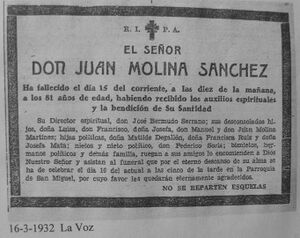 R. I. P. A.
EL SEÑOR
DON JUAN MOLINA SANCHEZ
Ha fallecido el día 15 del corriente, a las diez de la mañana,
a los 81 años de edad, habiendo recibido los auxilios espirituales
y la bendición de Su Santidad
Su Director espiritual, don José Bermudo Serrano; sus desconsolados hi-
jos, doña Luisa, don Francisco, doña Josefa, don Manuel y don Juan Molina
Martínez; hijas políticas, doña Matilde Degallón, doña Francisca Ruiz y doña
Josefa Mata; nietos y nieto político, don Federico Soria; biznietos, her-
manos políticos y demás familia, ruegan a sus amigos lo encomienden a Dios
Nuestro Señor y asistan al funeral que por el eterno descanso de su alma se
ha de celebrar el día 16 del actual a las cinco de la tarde en la Parroquia
de San Miguel, por cuyo favor les quedarán eternamente agradecidos.
NO SE REPARTEN ESQUELAS
16-3-1932 La Voz